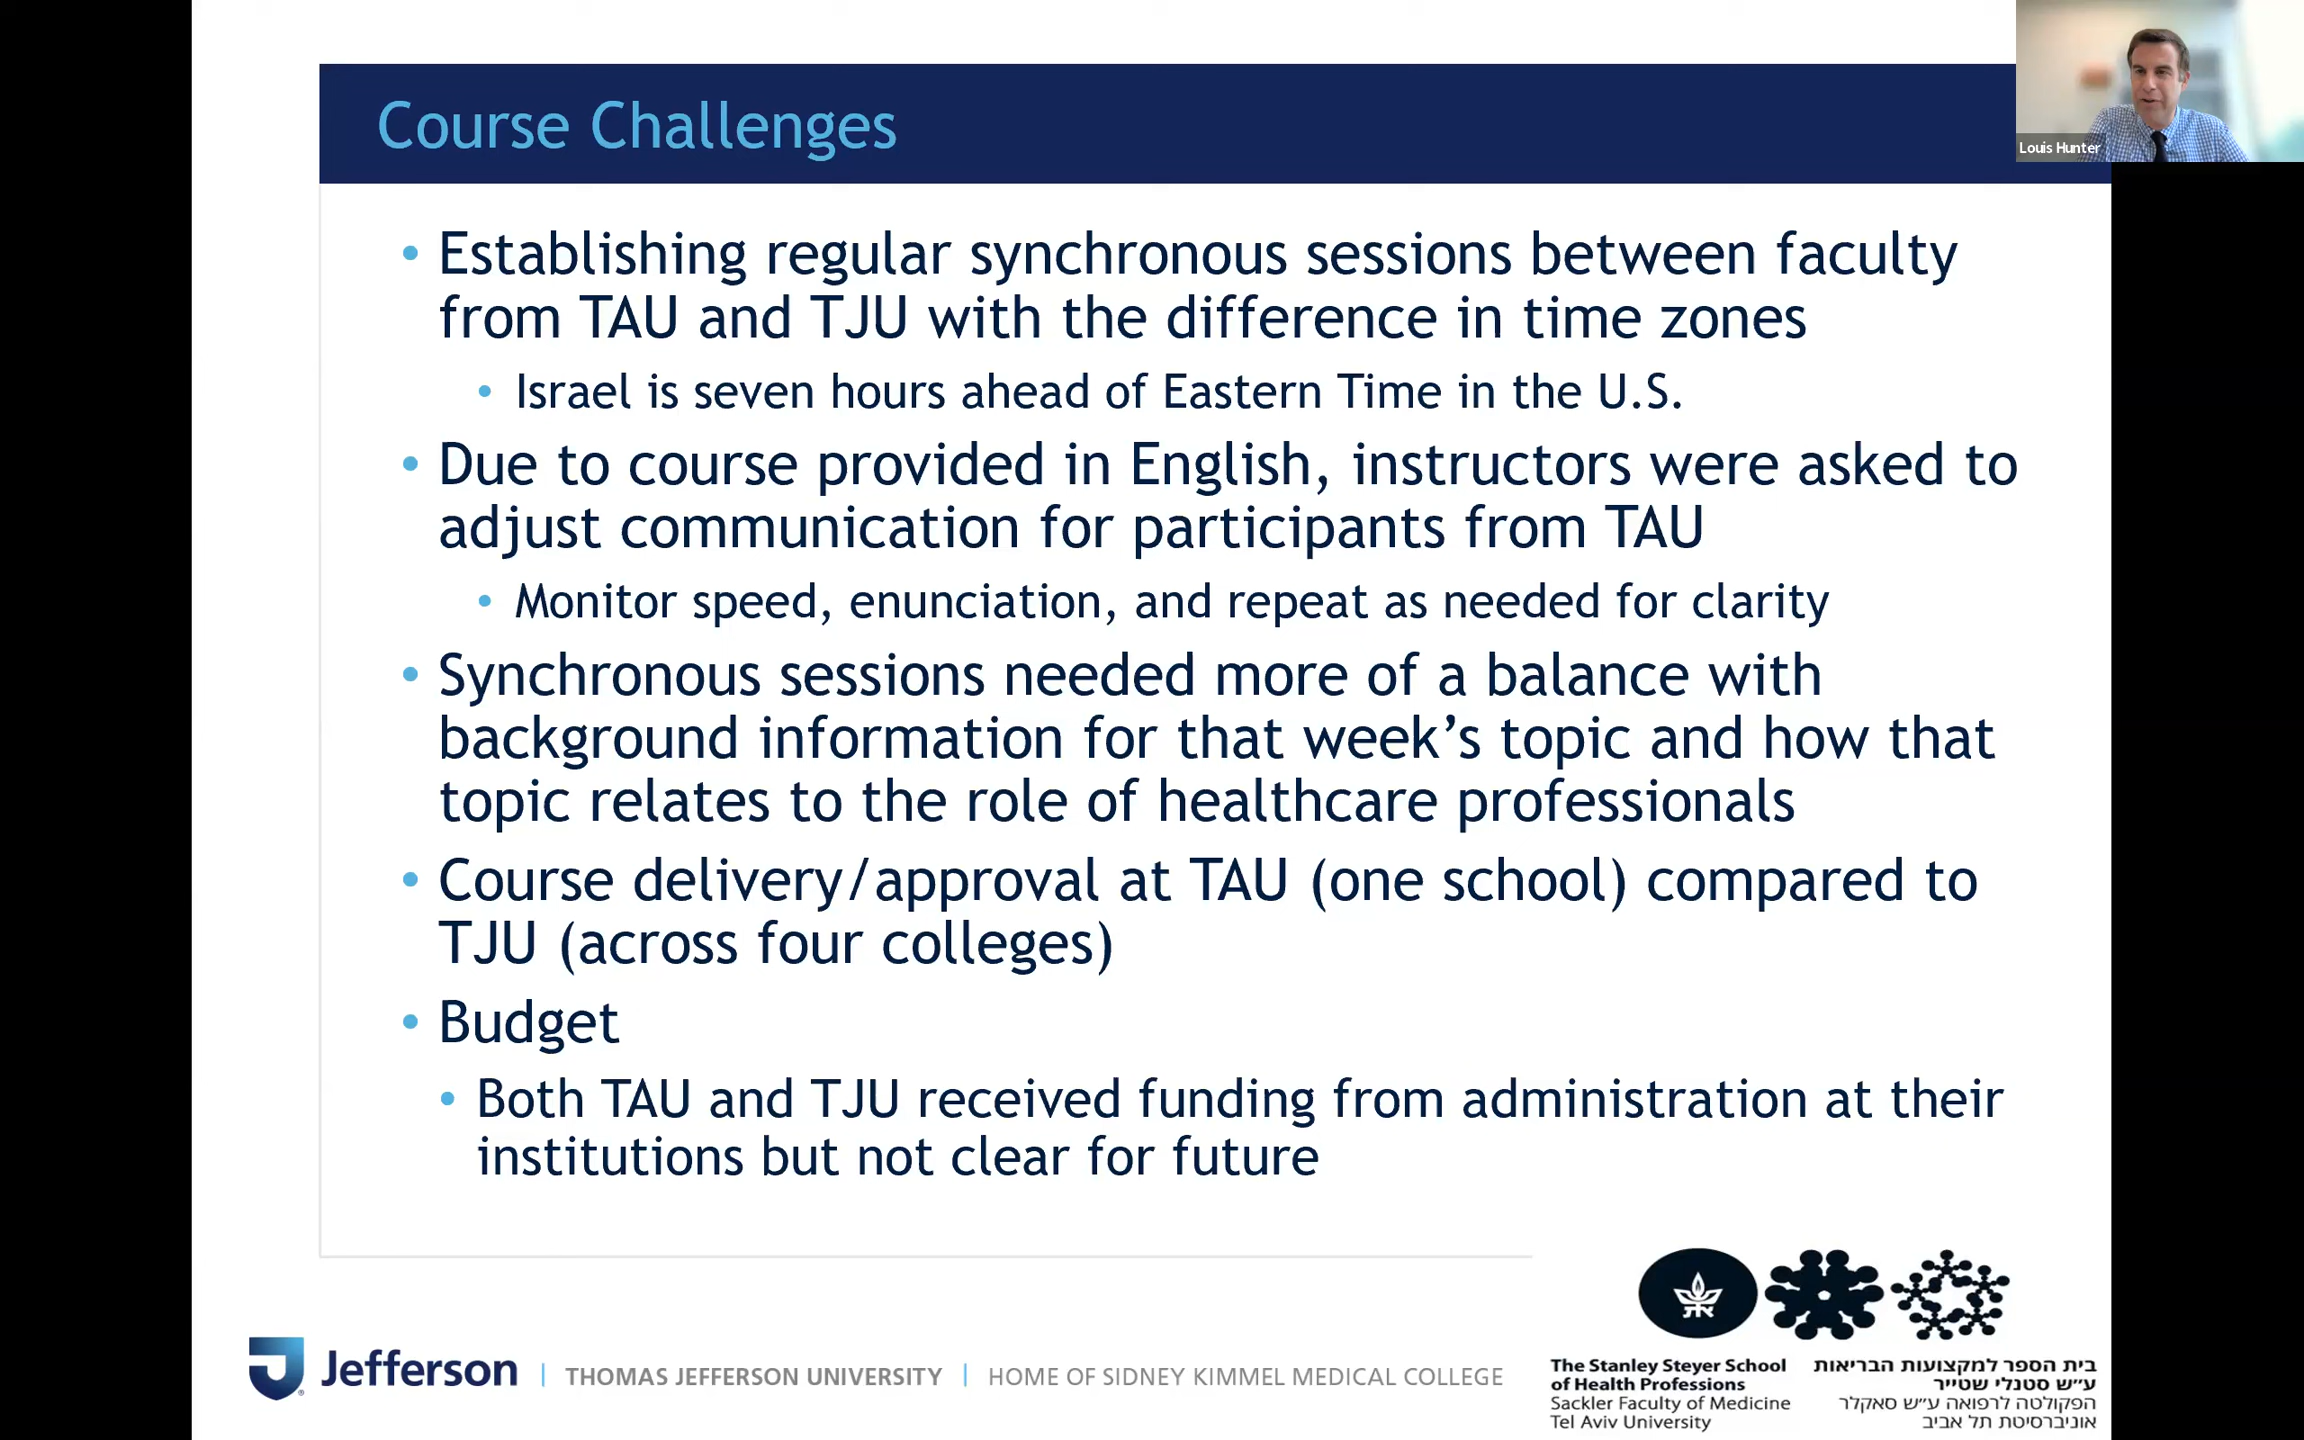 Course Challenges
Louis Hunter
• Establishing regular synchronous sessions between faculty
from TAU and TJU with the difference in time zones
• Israel is seven hours ahead of Eastern Time in the U.S.
• Due to course provided in English, instructors were asked to
adjust communication for participants from TAU
• Monitor speed, enunciation, and repeat as needed for clarity
• Synchronous sessions needed more of a balance with
background information for that week’s topic and how that
topic relates to the role of healthcare professionals
• Course delivery/approval at TAU (one school) compared to
TJU (across four colleges)
• Budget
• Both TAU and TJU received funding from administration at their
institutions but not clear for future
Jefferson | THOMAS JEFFERSON UNIVERSITY | HOME OF SIDNEY KIMMEL MEDICAL COLLEGE
The Stanley Steyer School
of Health Professions
Sackler Faculty of Medicine
Tel Aviv University
בית הספר למקצועות הבריאות
ע״ש סטנלי שטייר
הפקולטה לרפואה ע״ש סאקלר
אוניברסיטת תל אביב